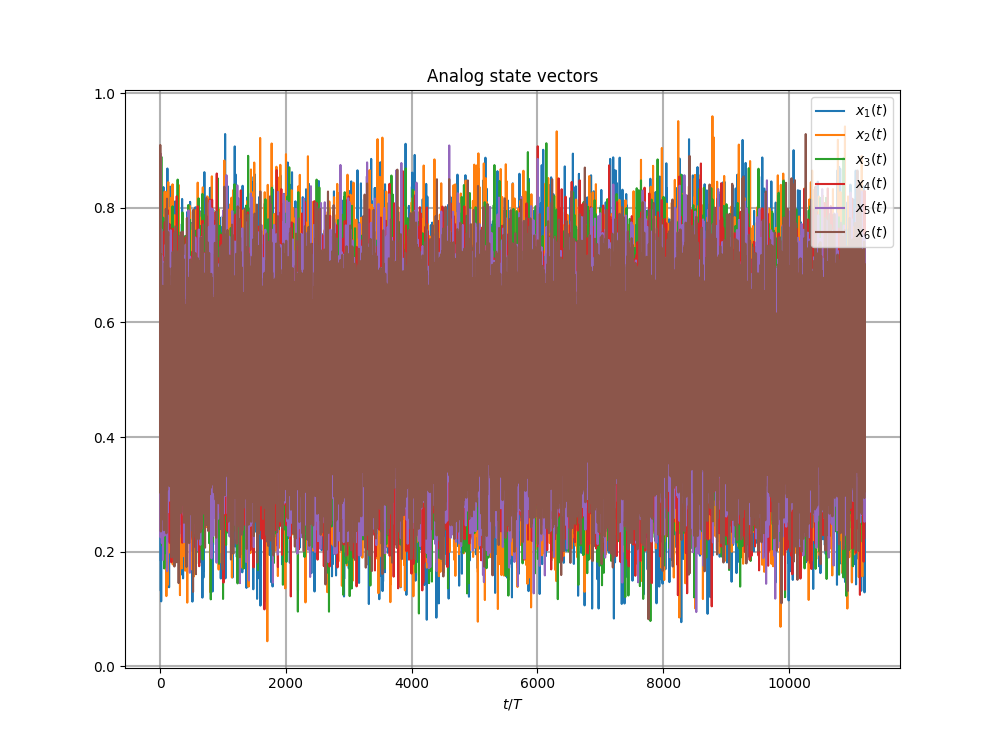 Analog state vectors
1.0
0.8
0.6
0.4
0.2
0.0
0
2000
4000
6000
8000
10000
t/T
x₁(t)
x₂(t)
x₃(t)
x₄(t)
x₅(t)
x₆(t)